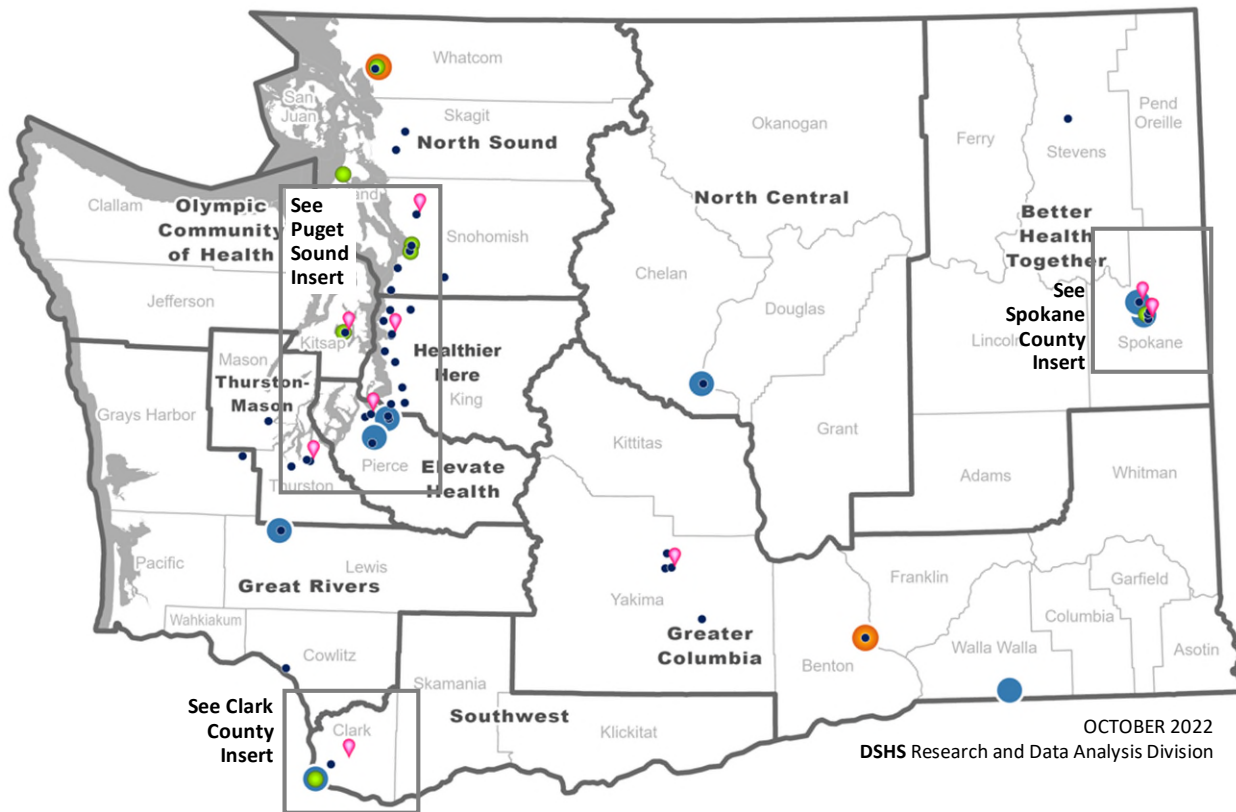 Whatcom
San
Juan
Skagit
North Sound
Okanogan
Ferry
Stevens
Pend
Oreille
Clallam
Olympic
Community
of Health
See
Puget
Sound
Insert
and
Snohomish
North Central
Better
Health
Together
Chelan
Douglas
Jefferson
Kitsap
See
Spokane
County
Insert
Lincoln
Spokane
Mason
Thurston-
Mason
Healthier
Here
King
Grays Harbor
Kittitas
Grant
Pierce
Elevate
Health
Adams
Whitman
Thurston
Pacific
Lewis
Great Rivers
Yakima
Franklin
Garfield
Columbia
Wahkiakum
Greater
Columbia
Benton
Walla Walla
Asotin
Cowlitz
Skamania
See Clark
County
Insert
Clark
Southwest
Klickitat
OCTOBER 2022
DSHS Research and Data Analysis Division